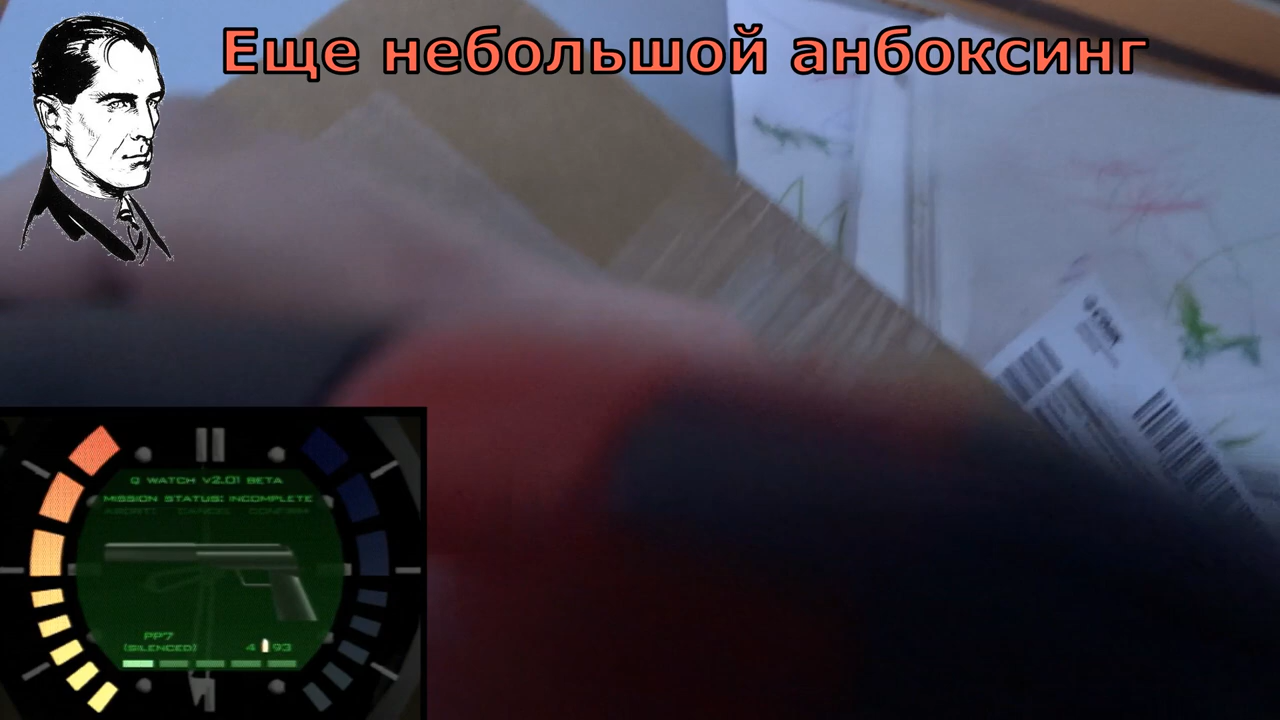 Еще небольшой анбоксинг
Q WATCH V2.01 BETA
MISSION STATUS: INCOMPLETE
ABORT! CANCEL CONFIRM
PP7
(SILENCED)
4 93